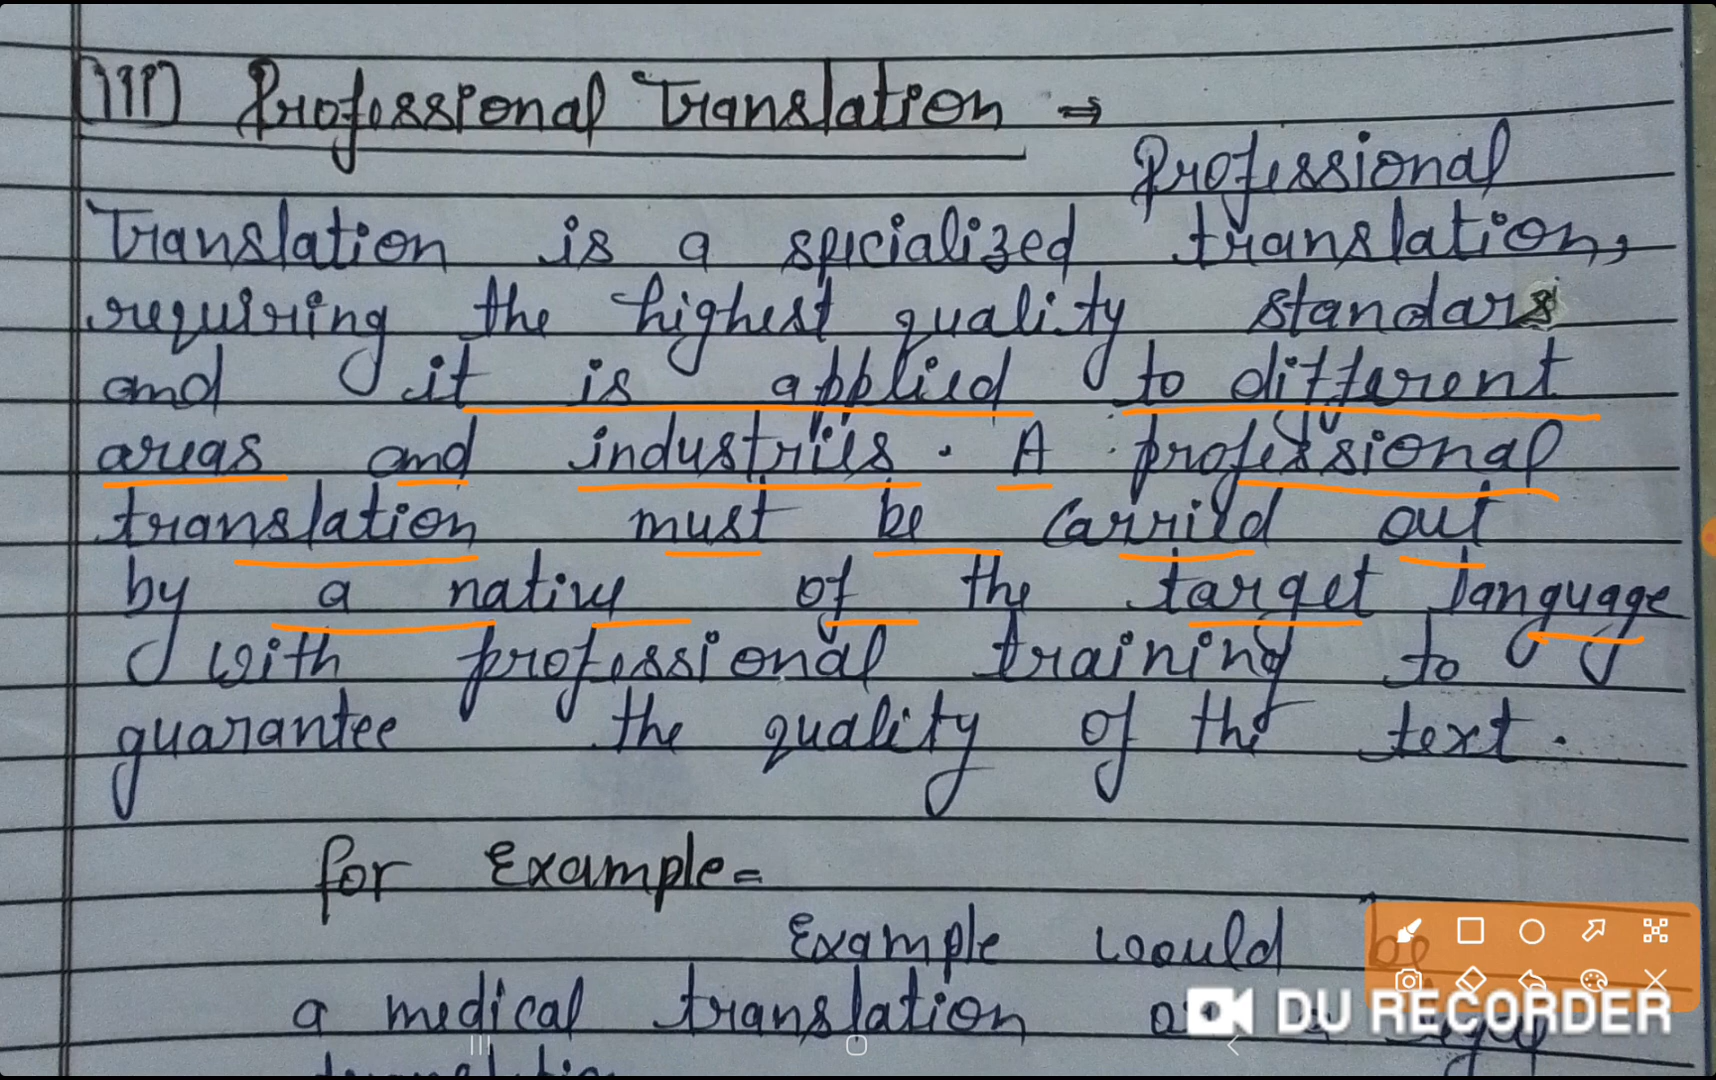 III) Professional Translation ⇒
Professional
Translation is a specialized translation,
requiring the highest quality standars
and it is applied to different
areas and industries. A professional
translation must be carried out
by a native of the target language
with professional training to
guarantee the quality of the text.
for Example=
Example would be
a medical translation
DU RECORDER